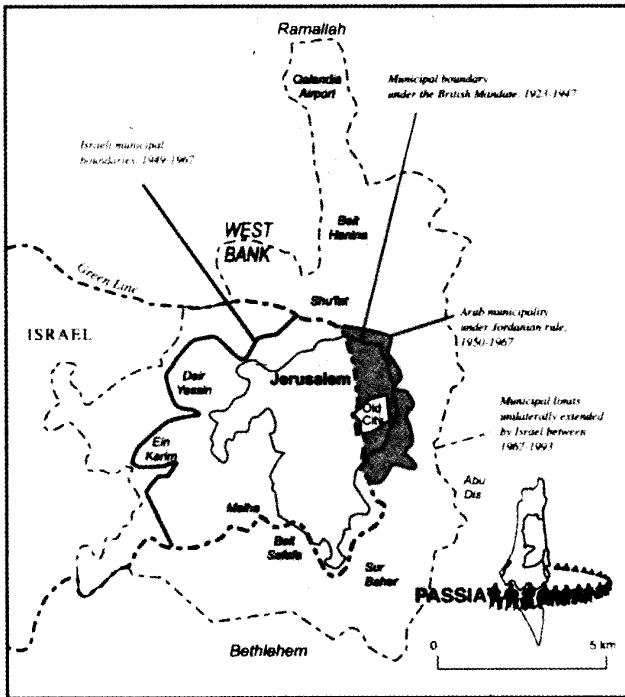 Ramallah
Qalandia
Airport
Municipal boundary
under the British Mandate, 1923-1947
Israeli municipal
boundaries, 1949-1967
WEST
BANK
Beit
Hanina
Green Line
Shu'fat
ISRAEL
Arab municipality
under Jordanian rule,
1950-1967
Deir
Yassin
Jerusalem
Old
City
Municipal limits
unilaterally extended
by Israel between
1967-1993
Ein
Karim
Abu
Dis
Malha
Beit
Safafa
Sur
Baher
PASSIA
Bethlehem
0 5 km